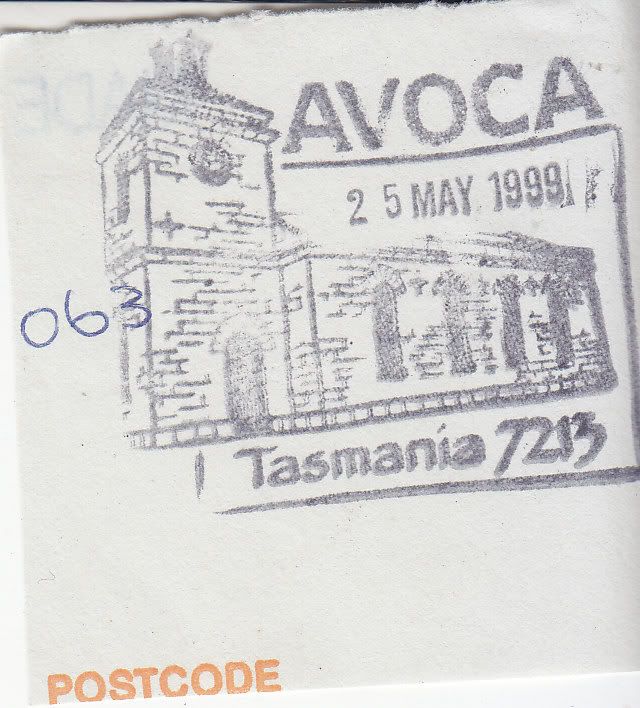 AVOCA
25 MAY 1999
063
Tasmania 7213
POSTCODE